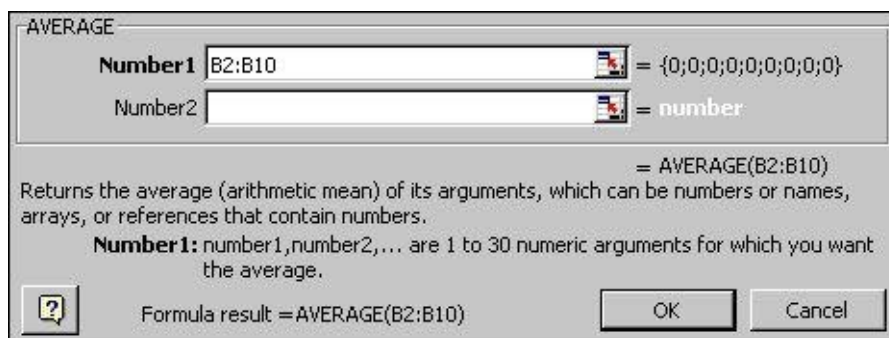 AVERAGE
Number1 B2:B10 = {0;0;0;0;0;0;0;0;0}
Number2 = number
= AVERAGE(B2:B10)
Returns the average (arithmetic mean) of its arguments, which can be numbers or names,
arrays, or references that contain numbers.
Number1: number1,number2,... are 1 to 30 numeric arguments for which you want
the average.
? Formula result =AVERAGE(B2:B10) OK Cancel